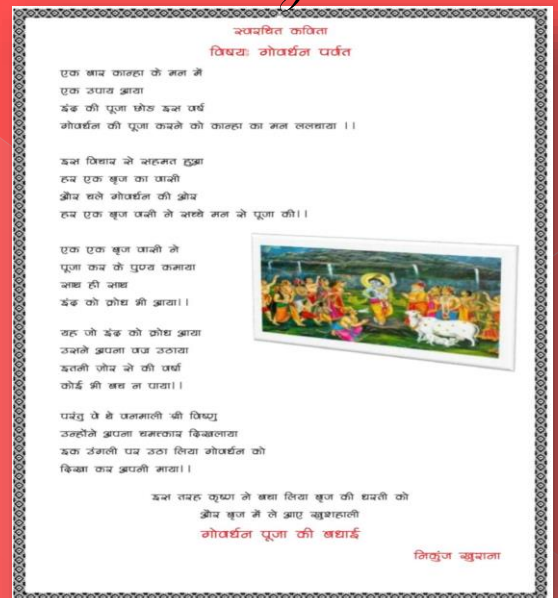 स्वरचित कविता
विषयः गोवर्धन पर्वत
एक बार कान्हा के मन में
एक उपाय आया
इंद्र की पूजा छोड इस वर्ष
गोवर्धन की पूजा करने को कान्हा का मन ललचाया ।।
इस विचार से सहमत हुआ
हर एक बृज का वासी
और चले गोवर्धन की ओर
हर एक बृज वासी ने सच्चे मन से पूजा की।।
एक एक बृज वासी ने
पूजा कर के पुण्य कमाया
साथ ही साथ
इंद्र को क्रोध भी आया।।
यह जो इंद्र को क्रोध आया
उसने अपना वज्र उठाया
इतनी ज़ोर से की वर्षा
कोई भी बच न पाया।।
परंतु वे थे वनमाली श्री विष्णु
उन्होंने अपना चमत्कार दिखलाया
इक उंगली पर उठा लिया गोवर्धन को
दिखा कर अपनी माया।।
इस तरह कृष्ण ने बचा लिया बृज की धरती को
और बृज में ले आए खुशहाली
गोवर्धन पूजा की बधाई
निकुंज खुराना